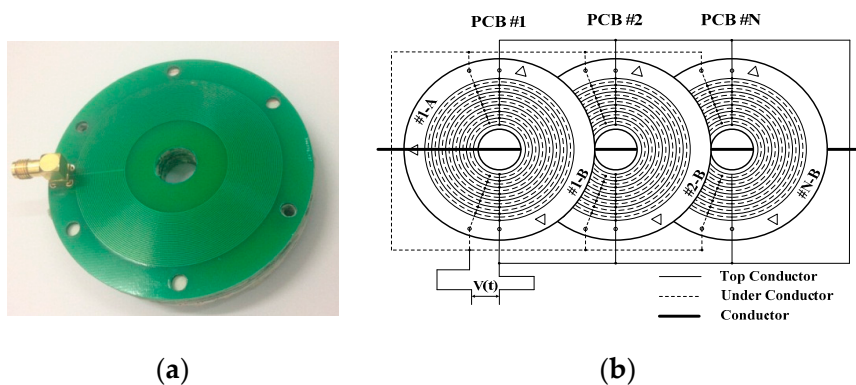 PCB #1 PCB #2 PCB #N
#1-A
#1-B
#2-B
#N-B
V(t)
Top Conductor
Under Conductor
Conductor
(a) (b)